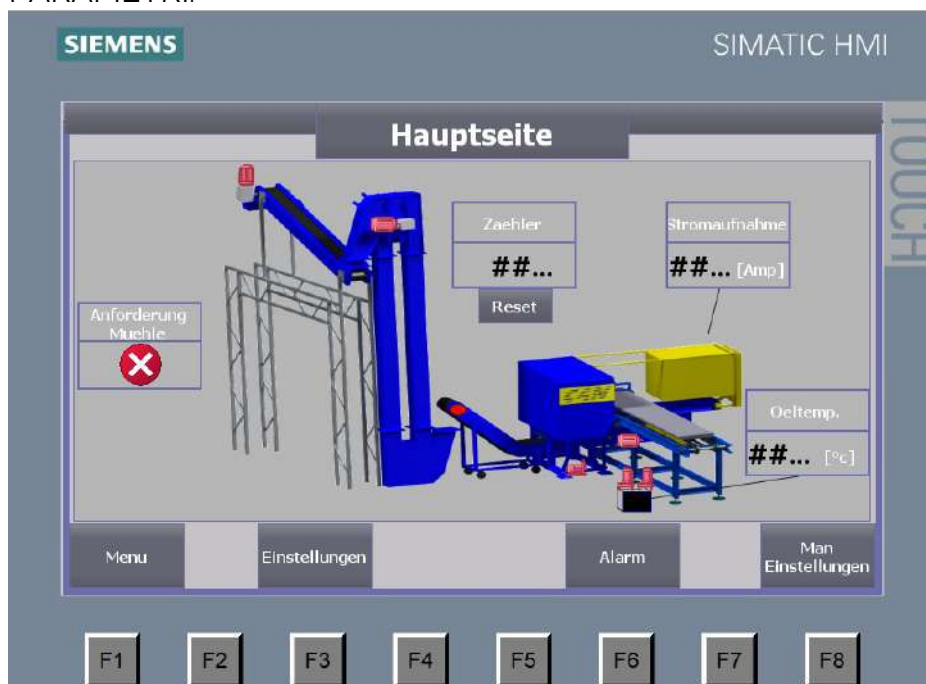 SIEMENS
SIMATIC HMI
TOUCH
Hauptseite
Zaehler
##...
Reset
Stromaufnahme
##... [Amp]
Anforderung
Muehle
Oeltemp.
##... [°c]
Menu
Einstellungen
Alarm
Man
Einstellungen
F1
F2
F3
F4
F5
F6
F7
F8